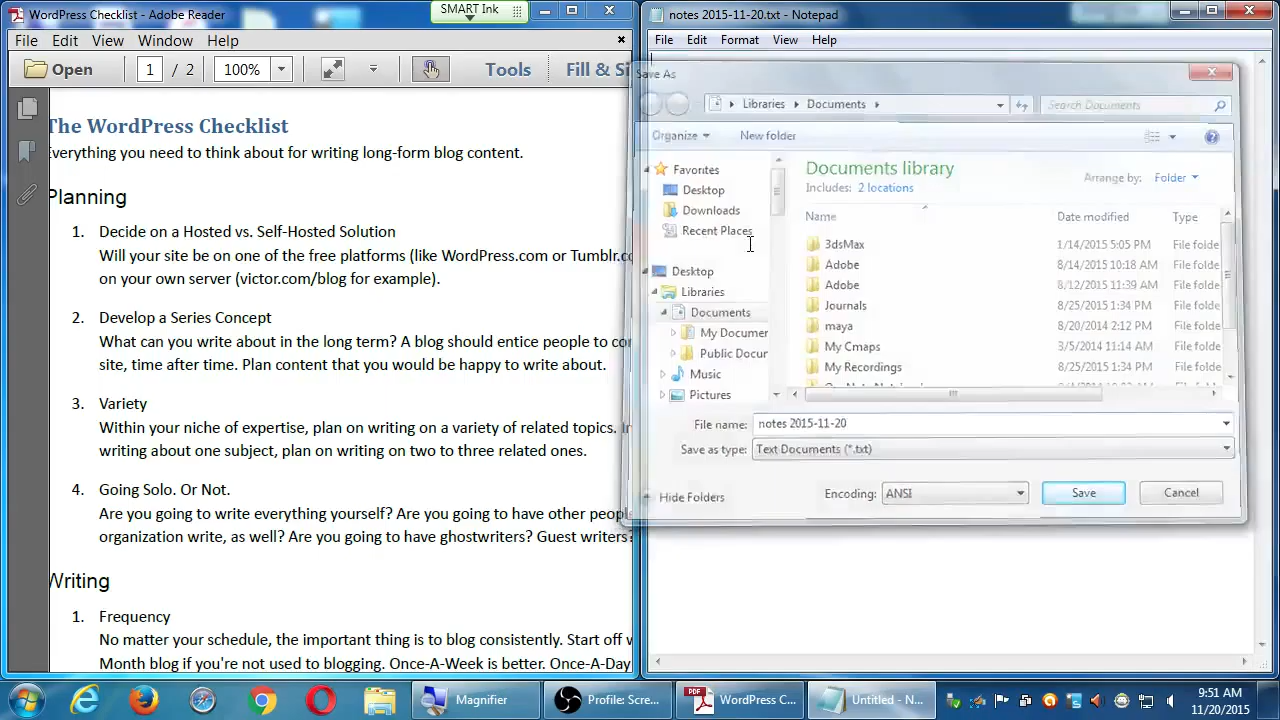 WordPress Checklist - Adobe Reader
SMART Ink
File Edit View Window Help
Open 1 / 2 100% Tools Fill & Si
The WordPress Checklist
Everything you need to think about for writing long-form blog content.
Planning
1. Decide on a Hosted vs. Self-Hosted Solution
Will your site be on one of the free platforms (like WordPress.com or Tumblr.co
on your own server (victor.com/blog for example).
2. Develop a Series Concept
What can you write about in the long term? A blog should entice people to con
site, time after time. Plan content that you would be happy to write about.
3. Variety
Within your niche of expertise, plan on writing on a variety of related topics. In
writing about one subject, plan on writing on two to three related ones.
4. Going Solo. Or Not.
Are you going to write everything yourself? Are you going to have other peopl
organization write, as well? Are you going to have ghostwriters? Guest writers?
Writing
1. Frequency
No matter your schedule, the important thing is to blog consistently. Start off w
Month blog if you're not used to blogging. Once-A-Week is better. Once-A-Day
notes 2015-11-20.txt - Notepad
File Edit Format View Help
Save As
Libraries Documents Search Documents
Organize New folder
Favorites
Desktop
Downloads
Recent Places
Desktop
Libraries
Documents
My Documer
Public Docur
Music
Pictures
Documents library
Includes: 2 locations
Arrange by: Folder
Name Date modified Type
3dsMax 1/14/2015 5:05 PM File folde
Adobe 8/14/2015 10:18 AM File folde
Adobe 8/12/2015 11:39 AM File folde
Journals 8/25/2015 1:34 PM File folde
maya 8/20/2014 2:12 PM File folde
My Cmaps 3/5/2014 11:14 AM File folde
My Recordings 8/25/2015 1:34 PM File folde
File name: notes 2015-11-20
Save as type: Text Documents (*.txt)
Hide Folders Encoding: ANSI Save Cancel
Magnifier Profile: Scre... WordPress C... Untitled - N...
9:51 AM
11/20/2015